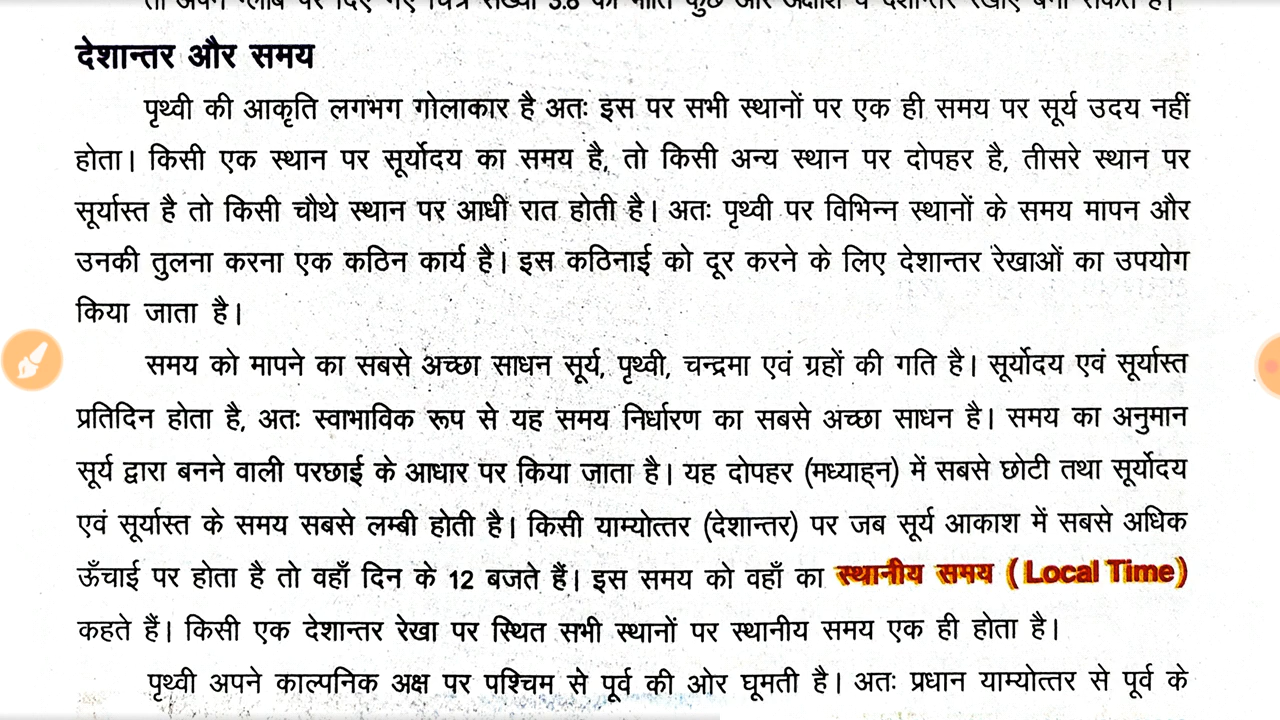 देशान्तर और समय
पृथ्वी की आकृति लगभग गोलाकार है अतः इस पर सभी स्थानों पर एक ही समय पर सूर्य उदय नहीं
होता। किसी एक स्थान पर सूर्योदय का समय है, तो किसी अन्य स्थान पर दोपहर है, तीसरे स्थान पर
सूर्यास्त है तो किसी चौथे स्थान पर आधी रात होती है। अतः पृथ्वी पर विभिन्न स्थानों के समय मापन और
उनकी तुलना करना एक कठिन कार्य है। इस कठिनाई को दूर करने के लिए देशान्तर रेखाओं का उपयोग
किया जाता है।
समय को मापने का सबसे अच्छा साधन सूर्य, पृथ्वी, चन्द्रमा एवं ग्रहों की गति है। सूर्योदय एवं सूर्यास्त
प्रतिदिन होता है, अतः स्वाभाविक रूप से यह समय निर्धारण का सबसे अच्छा साधन है। समय का अनुमान
सूर्य द्वारा बनने वाली परछाई के आधार पर किया जाता है। यह दोपहर (मध्याह्न) में सबसे छोटी तथा सूर्योदय
एवं सूर्यास्त के समय सबसे लम्बी होती है। किसी याम्योत्तर (देशान्तर) पर जब सूर्य आकाश में सबसे अधिक
ऊँचाई पर होता है तो वहाँ दिन के 12 बजते हैं। इस समय को वहाँ का स्थानीय समय (Local Time)
कहते हैं। किसी एक देशान्तर रेखा पर स्थित सभी स्थानों पर स्थानीय समय एक ही होता है।
पृथ्वी अपने काल्पनिक अक्ष पर पश्चिम से पूर्व की ओर घूमती है। अतः प्रधान याम्योत्तर से पूर्व के